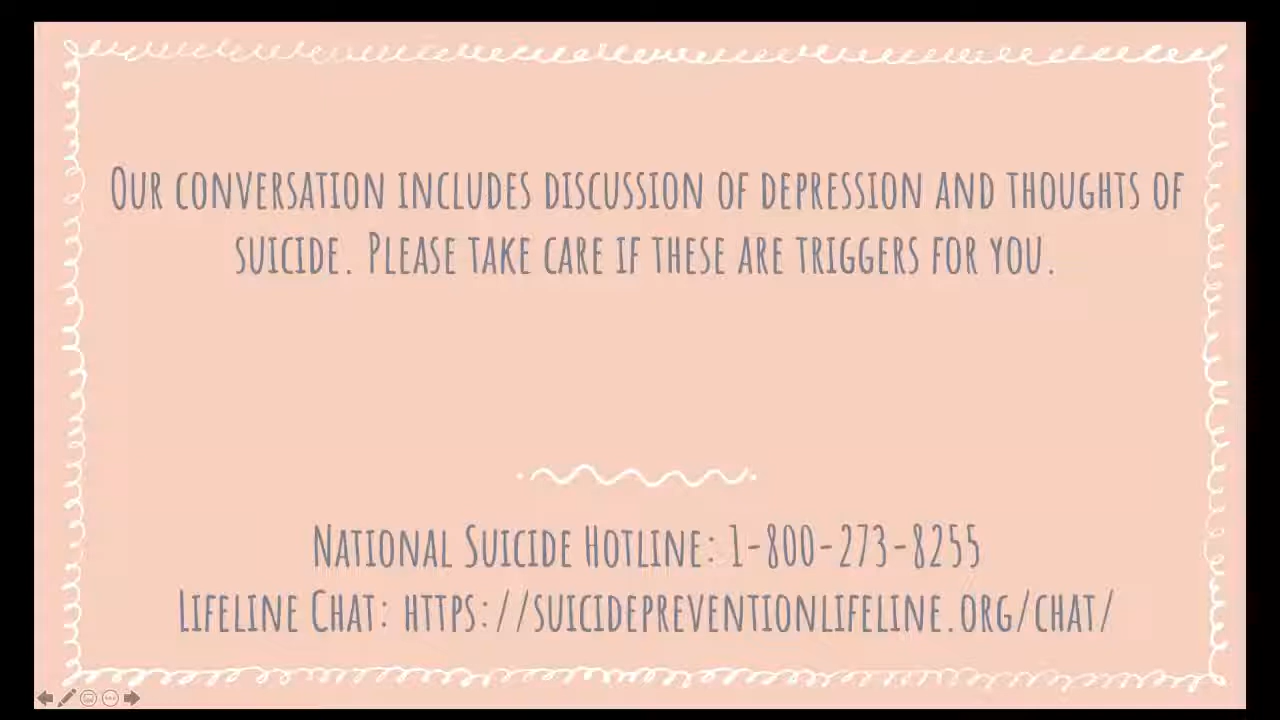 Our conversation includes discussion of depression and thoughts of
suicide. Please take care if these are triggers for you.
National Suicide Hotline: 1-800-273-8255
Lifeline Chat: https://suicidepreventionlifeline.org/chat/